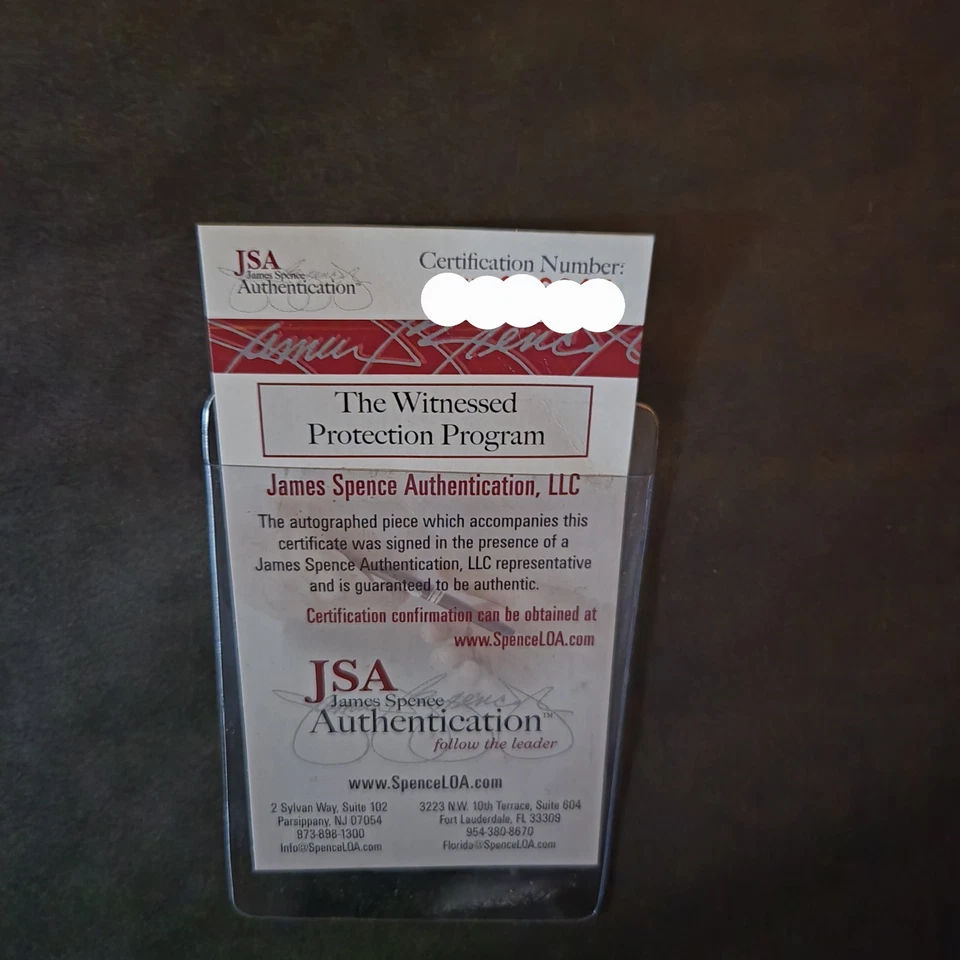 JSA
James Spence
Authentication™
Certification Number:
The Witnessed
Protection Program
James Spence Authentication, LLC
The autographed piece which accompanies this
certificate was signed in the presence of a
James Spence Authentication, LLC representative
and is guaranteed to be authentic.
Certification confirmation can be obtained at
www.SpenceLOA.com
JSA
James Spence
Authentication™
follow the leader
www.SpenceLOA.com
2 Sylvan Way, Suite 102
Parsippany, NJ 07054
973-898-1300
Info@SpenceLOA.com
3223 N.W. 10th Terrace, Suite 604
Fort Lauderdale, FL 33309
954-380-8670
Florida@SpenceLOA.com